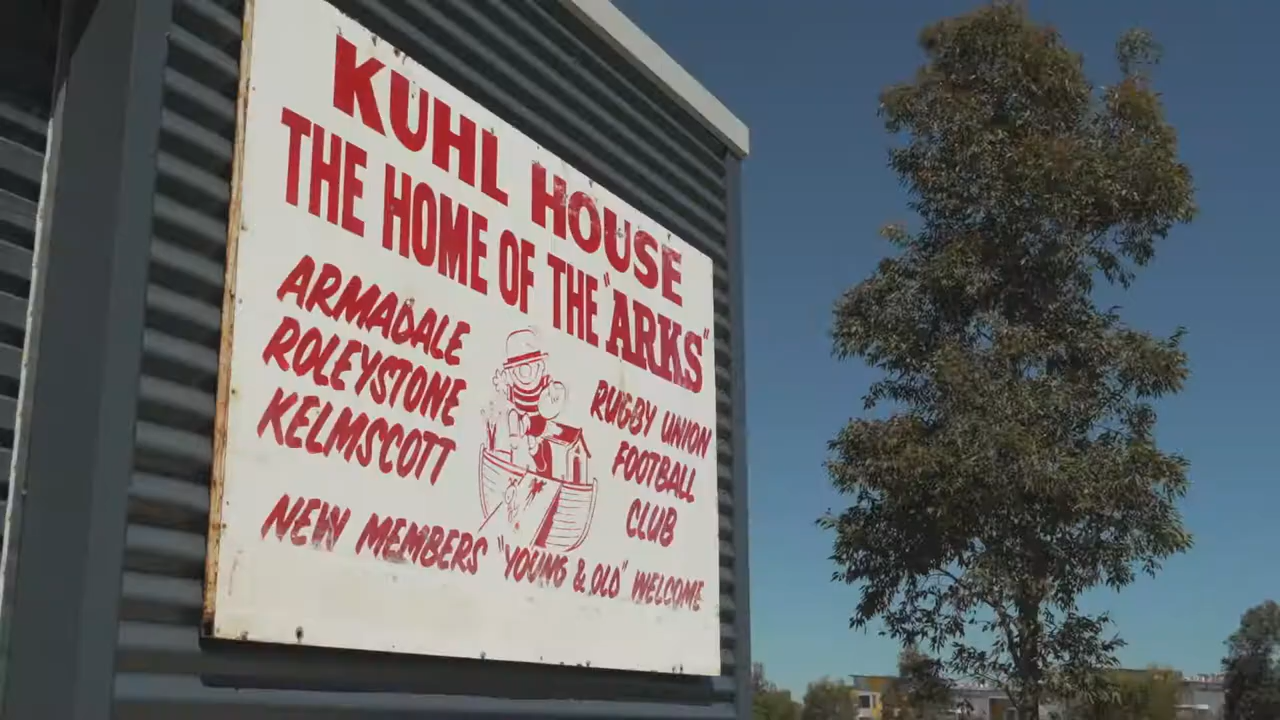 KUHL HOUSE
THE HOME OF THE "ARKS"
ARMADALE
ROLEYSTONE
KELMSCOTT
RUGBY UNION
FOOTBALL
CLUB
NEW MEMBERS "YOUNG & OLD" WELCOME